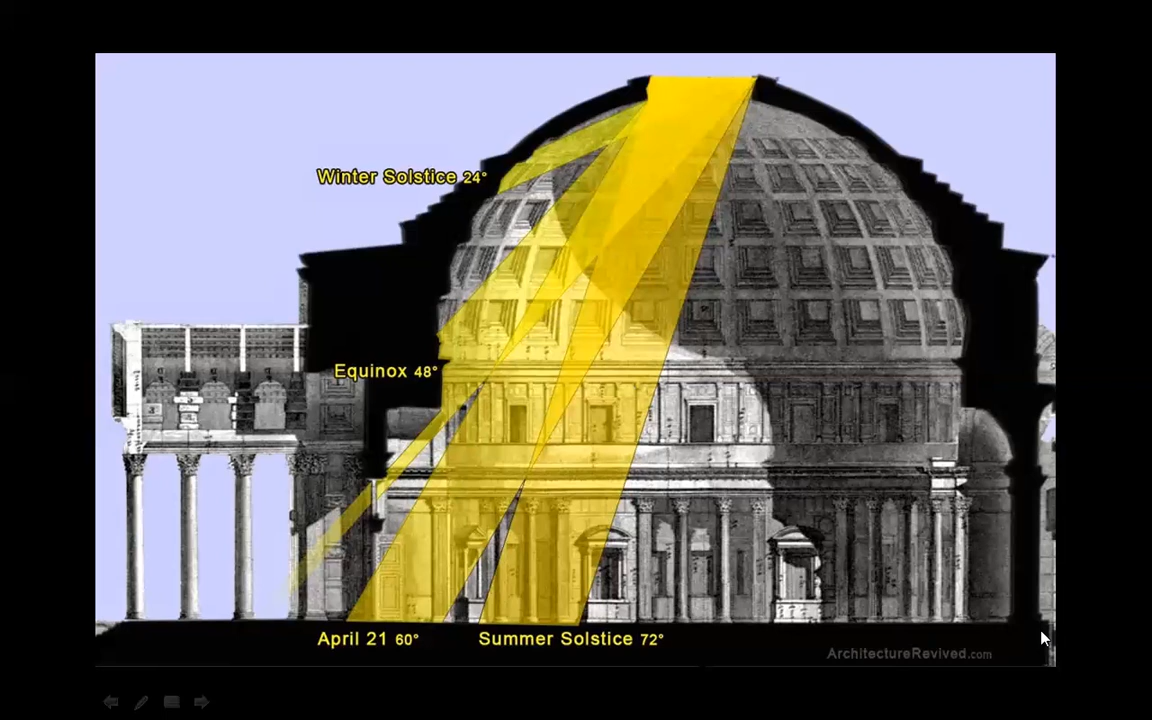 Winter Solstice 24°
Equinox 48°
April 21 60°
Summer Solstice 72°
ArchitectureRevived.com